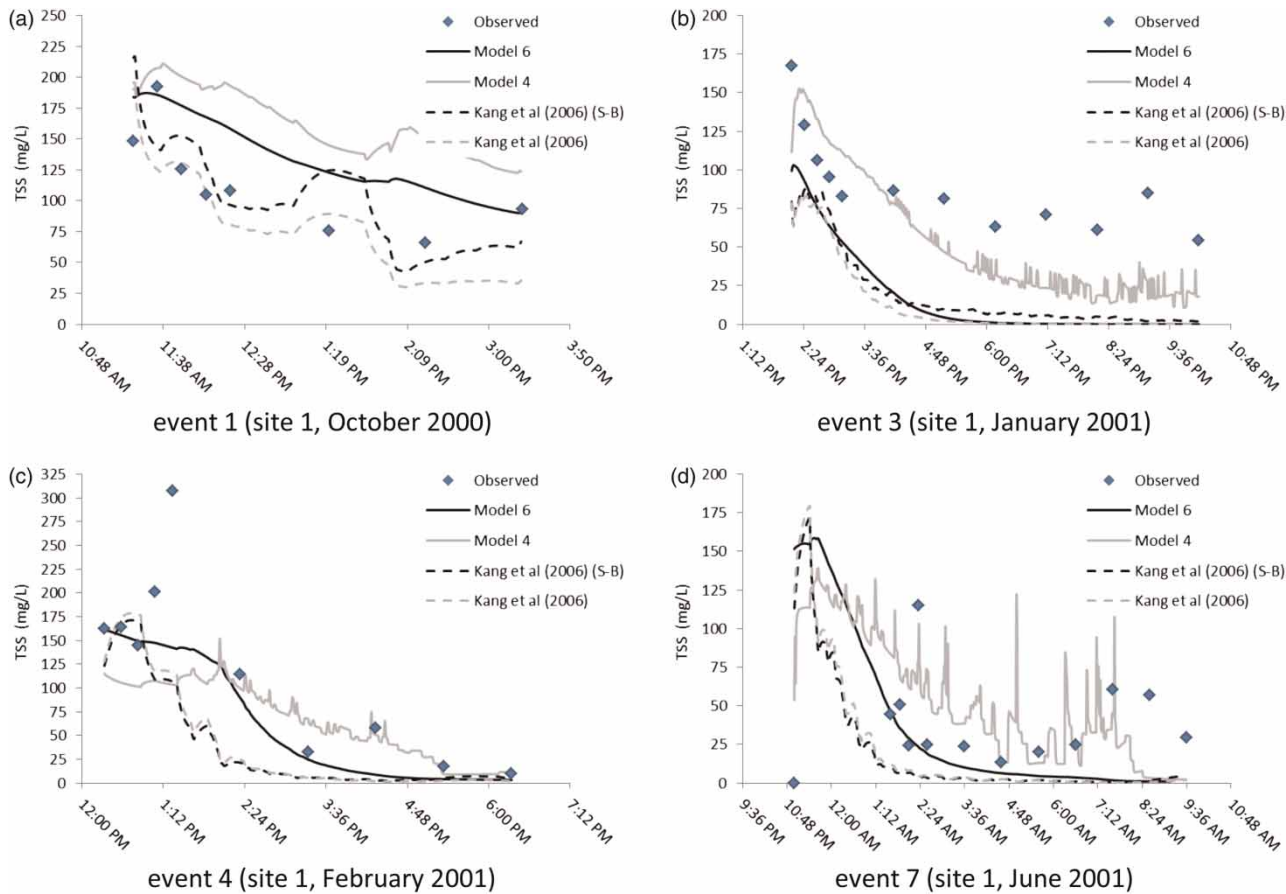 (a)
TSS (mg/L)
250
225
200
175
150
125
100
75
50
25
0
10:48 AM
11:38 AM
12:28 PM
1:19 PM
2:09 PM
3:00 PM
3:50 PM
Observed
Model 6
Model 4
Kang et al (2006) (S-B)
Kang et al (2006)
event 1 (site 1, October 2000)
(b)
TSS (mg/L)
200
175
150
125
100
75
50
25
0
1:12 PM
2:24 PM
3:36 PM
4:48 PM
6:00 PM
7:12 PM
8:24 PM
9:36 PM
10:48 PM
Observed
Model 6
Model 4
Kang et al (2006) (S-B)
Kang et al (2006)
event 3 (site 1, January 2001)
(c)
TSS (mg/L)
325
300
275
250
225
200
175
150
125
100
75
50
25
0
12:00 PM
1:12 PM
2:24 PM
3:36 PM
4:48 PM
6:00 PM
7:12 PM
Observed
Model 6
Model 4
Kang et al (2006) (S-B)
Kang et al (2006)
event 4 (site 1, February 2001)
(d)
TSS (mg/L)
200
175
150
125
100
75
50
25
0
9:36 PM
10:48 PM
12:00 AM
1:12 AM
2:24 AM
3:36 AM
4:48 AM
6:00 AM
7:12 AM
8:24 AM
9:36 AM
10:48 AM
Observed
Model 6
Model 4
Kang et al (2006) (S-B)
Kang et al (2006)
event 7 (site 1, June 2001)